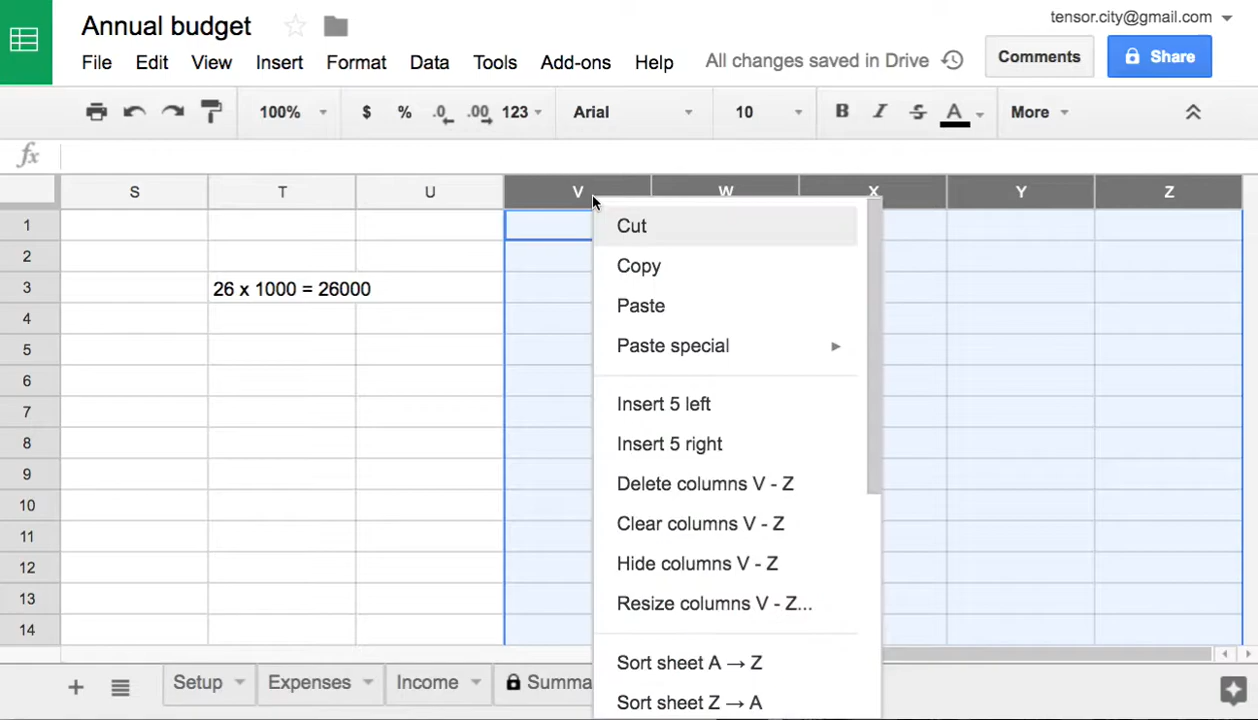 Annual budget
tensor.city@gmail.com
File Edit View Insert Format Data Tools Add-ons Help All changes saved in Drive Comments Share
100% $ % .0 .00 123 Arial 10 B I S A More
fx
S T U V W X Y Z
1
2
3 26 x 1000 = 26000
4
5
6
7
8
9
10
11
12
13
14
Cut
Copy
Paste
Paste special
Insert 5 left
Insert 5 right
Delete columns V - Z
Clear columns V - Z
Hide columns V - Z
Resize columns V - Z...
Sort sheet A → Z
Sort sheet Z → A
+ Setup Expenses Income Summa